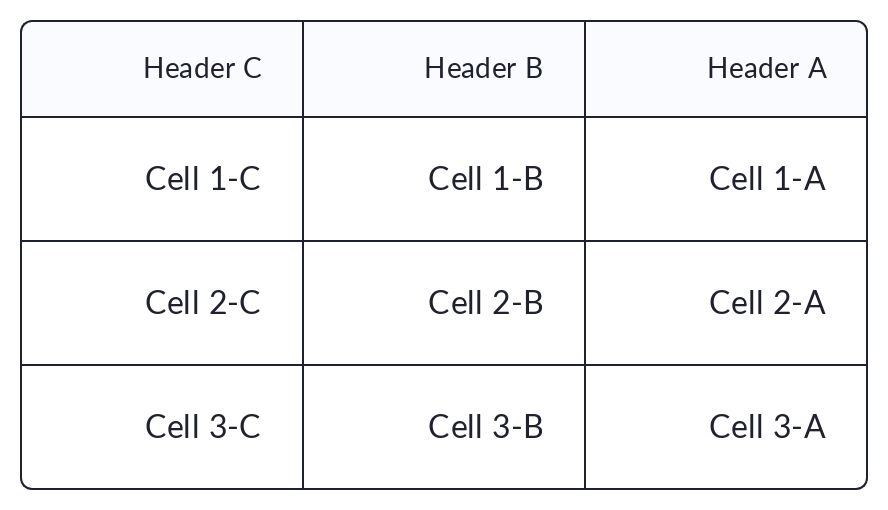 Header C Header B Header A
Cell 1-C Cell 1-B Cell 1-A
Cell 2-C Cell 2-B Cell 2-A
Cell 3-C Cell 3-B Cell 3-A